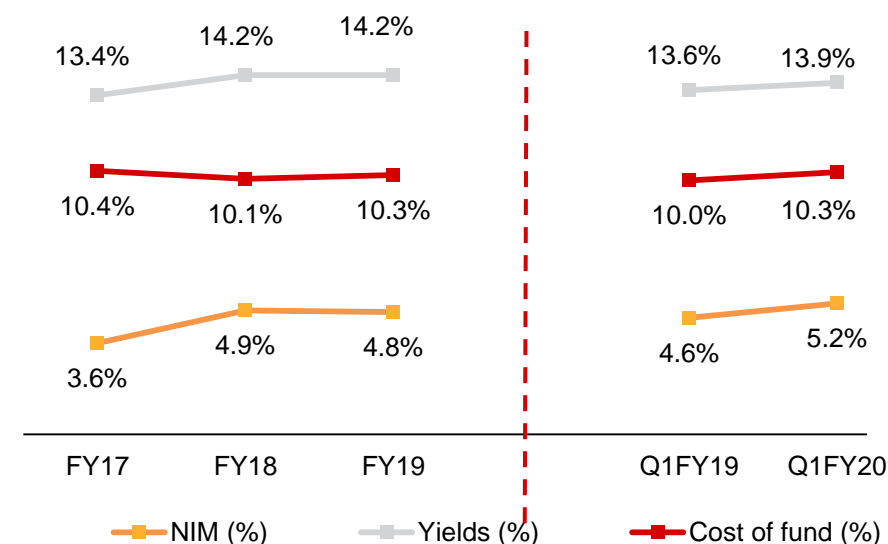 13.4% 14.2% 14.2% 13.6% 13.9%
10.4% 10.1% 10.3% 10.0% 10.3%
3.6% 4.9% 4.8% 4.6% 5.2%
FY17 FY18 FY19 Q1FY19 Q1FY20
NIM (%) Yields (%) Cost of fund (%)